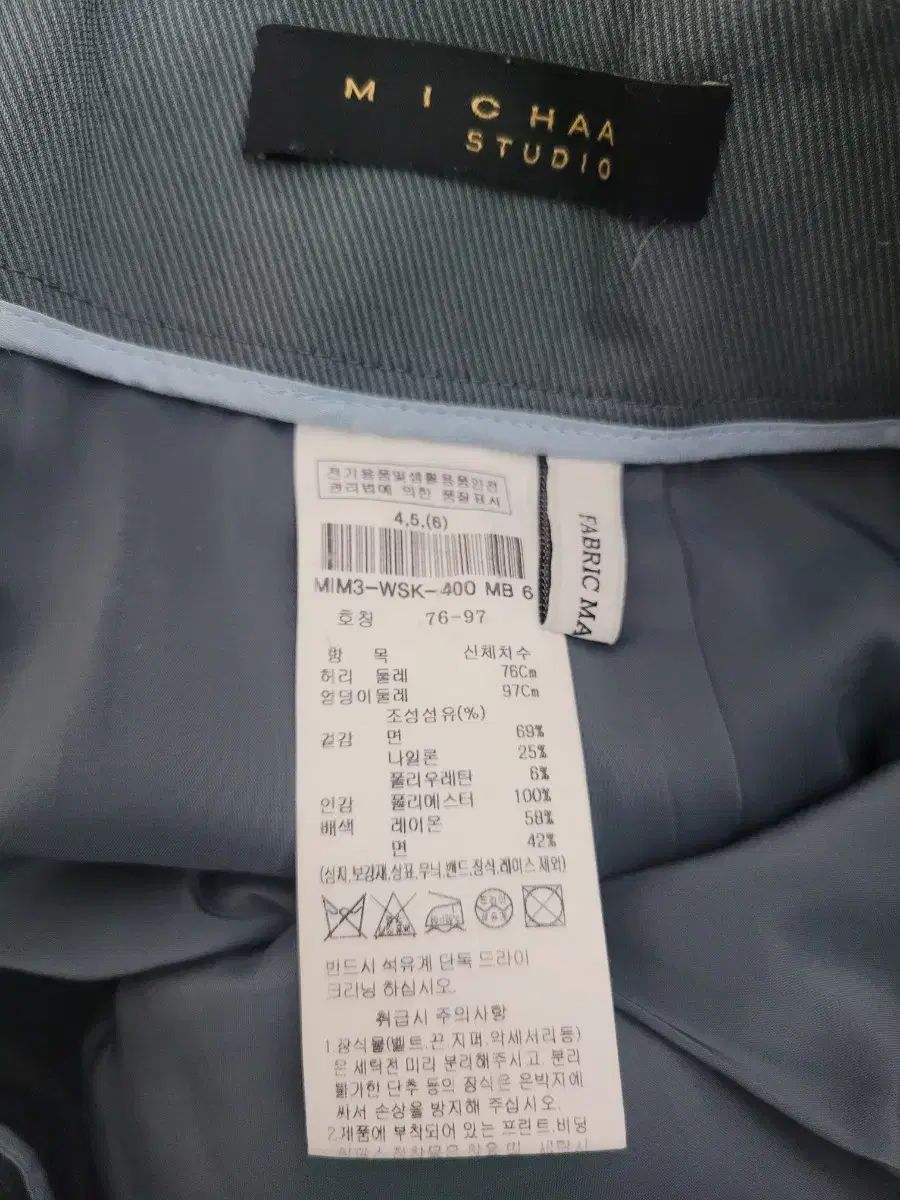 MICHAA
STUDIO
전기용품및생활용품안전
관리법에 의한 품질표시
4,5,(6)
MIM3-WSK-400 MB 6
호칭 76-97
항 목 신체치수
허리 둘레 76Cm
엉덩이둘레 97Cm
조성섬유(%)
겉감 면 69%
나일론 25%
폴리우레탄 6%
안감 폴리에스터 100%
배색 레이온 58%
면 42%
(심지,보강재,상표,무늬,밴드,장식,레이스 제외)
드라이
석유계
반드시 석유계 단독 드라이
크리닝 하십시오.
취급시 주의사항
1.장식물(벨트.끈 지퍼.악세서리등)
은 세탁전 미리 분리해주시고. 분리
불가한 단추 등의 장식은 은박지에
싸서 손상을 방지해 주십시오.
2.제품에 부착되어 있는 프린트.비딩
FABRIC MA